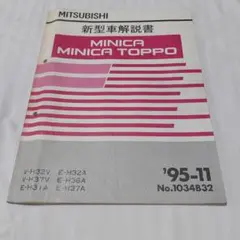 MITSUBISHI
新型車解説書
MINICA
MINICA TOPPO
V-H32V E-H32A
V-H37V E-H36A
E-H31A E-H37A
'95-11
No.1034B32